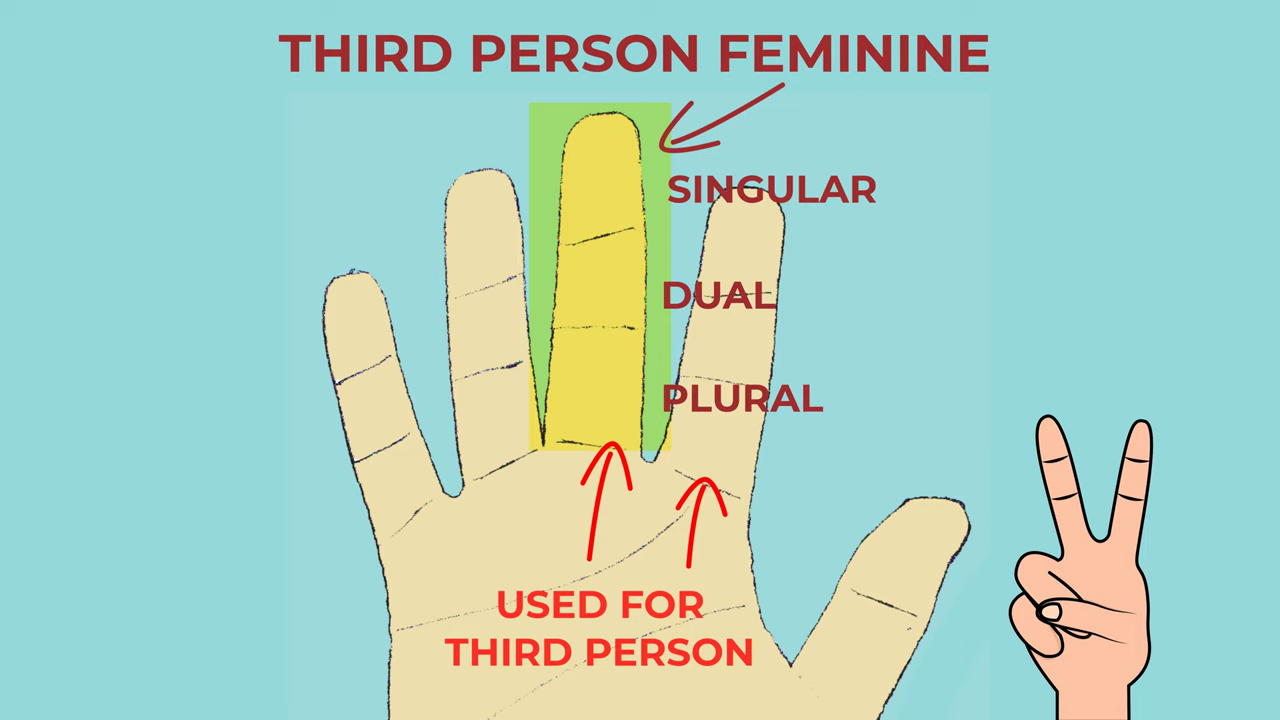 THIRD PERSON FEMININE
SINGULAR
DUAL
PLURAL
USED FOR
THIRD PERSON